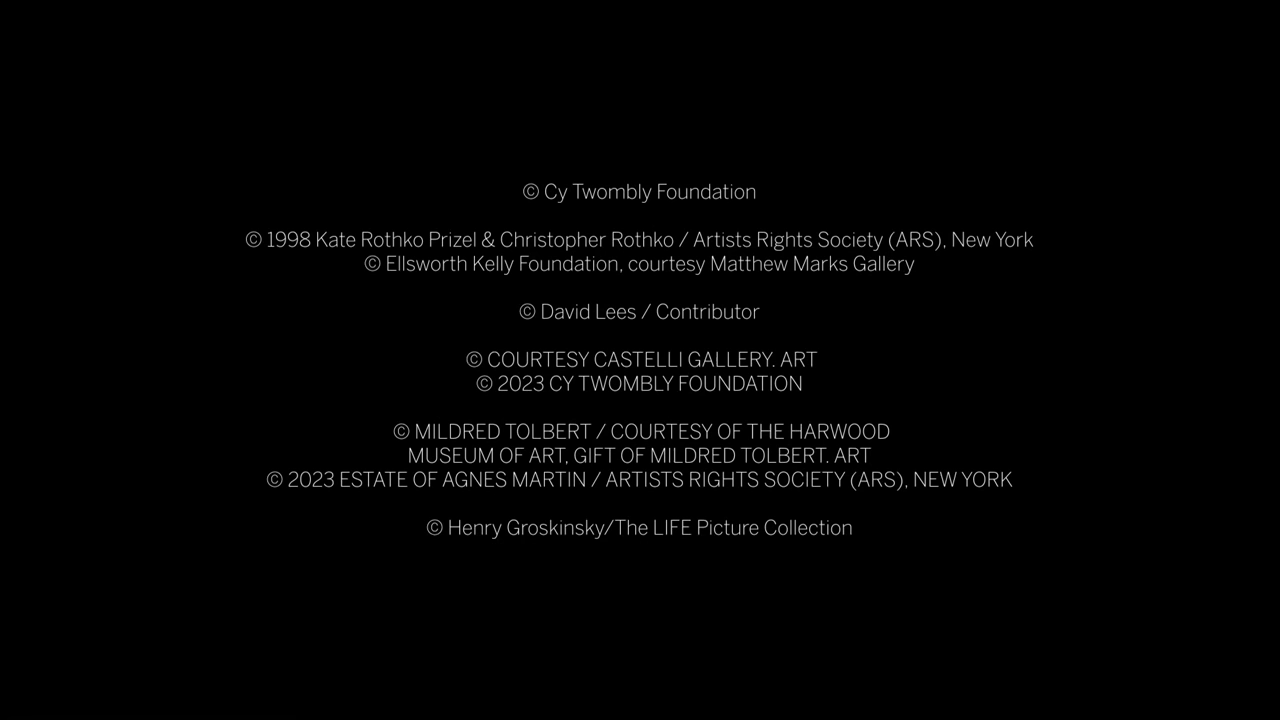 © Cy Twombly Foundation
© 1998 Kate Rothko Prizel & Christopher Rothko / Artists Rights Society (ARS), New York
© Ellsworth Kelly Foundation, courtesy Matthew Marks Gallery
© David Lees / Contributor
© COURTESY CASTELLI GALLERY. ART
© 2023 CY TWOMBLY FOUNDATION
© MILDRED TOLBERT / COURTESY OF THE HARWOOD
MUSEUM OF ART, GIFT OF MILDRED TOLBERT. ART
© 2023 ESTATE OF AGNES MARTIN / ARTISTS RIGHTS SOCIETY (ARS), NEW YORK
© Henry Groskinsky/The LIFE Picture Collection